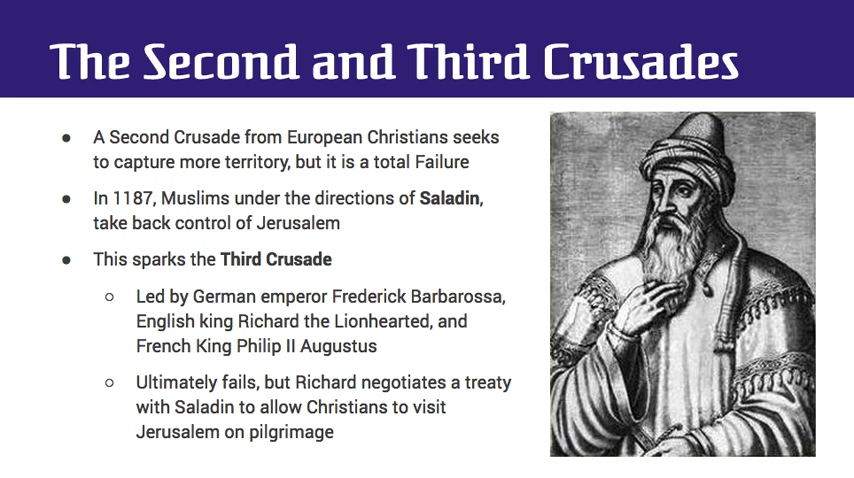 The Second and Third Crusades
● A Second Crusade from European Christians seeks
to capture more territory, but it is a total Failure
● In 1187, Muslims under the directions of Saladin,
take back control of Jerusalem
● This sparks the Third Crusade
○ Led by German emperor Frederick Barbarossa,
English king Richard the Lionhearted, and
French King Philip II Augustus
○ Ultimately fails, but Richard negotiates a treaty
with Saladin to allow Christians to visit
Jerusalem on pilgrimage